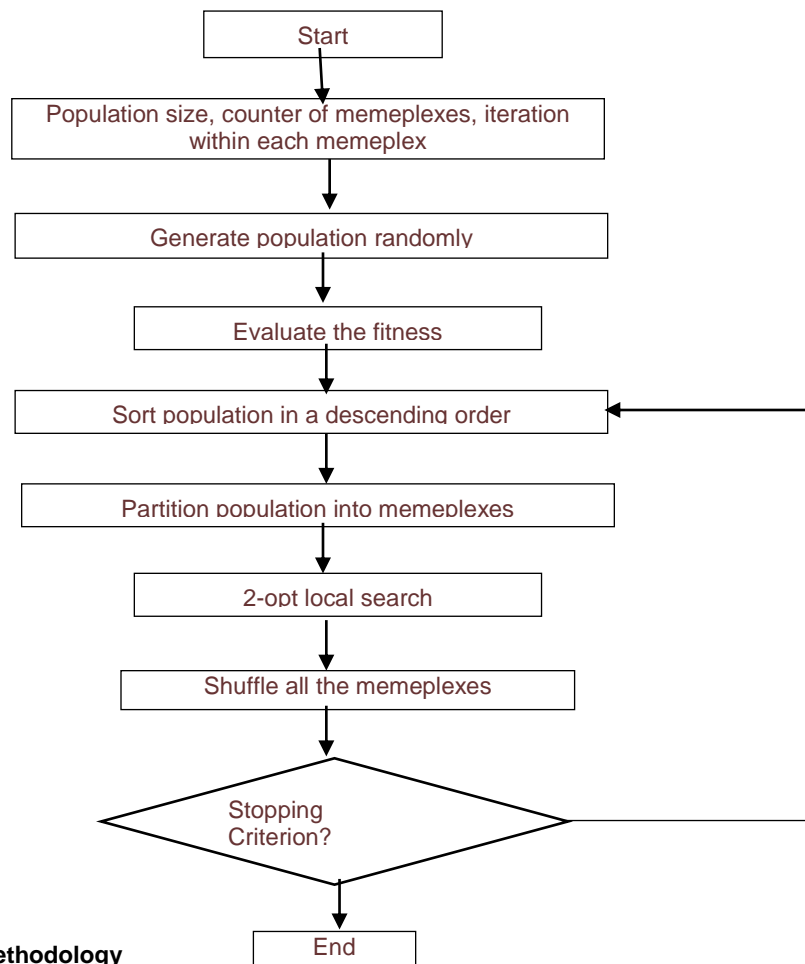 Start
Population size, counter of memeplexes, iteration
within each memeplex
Generate population randomly
Evaluate the fitness
Sort population in a descending order
Partition population into memeplexes
2-opt local search
Shuffle all the memeplexes
Stopping
Criterion?
End
ethodology